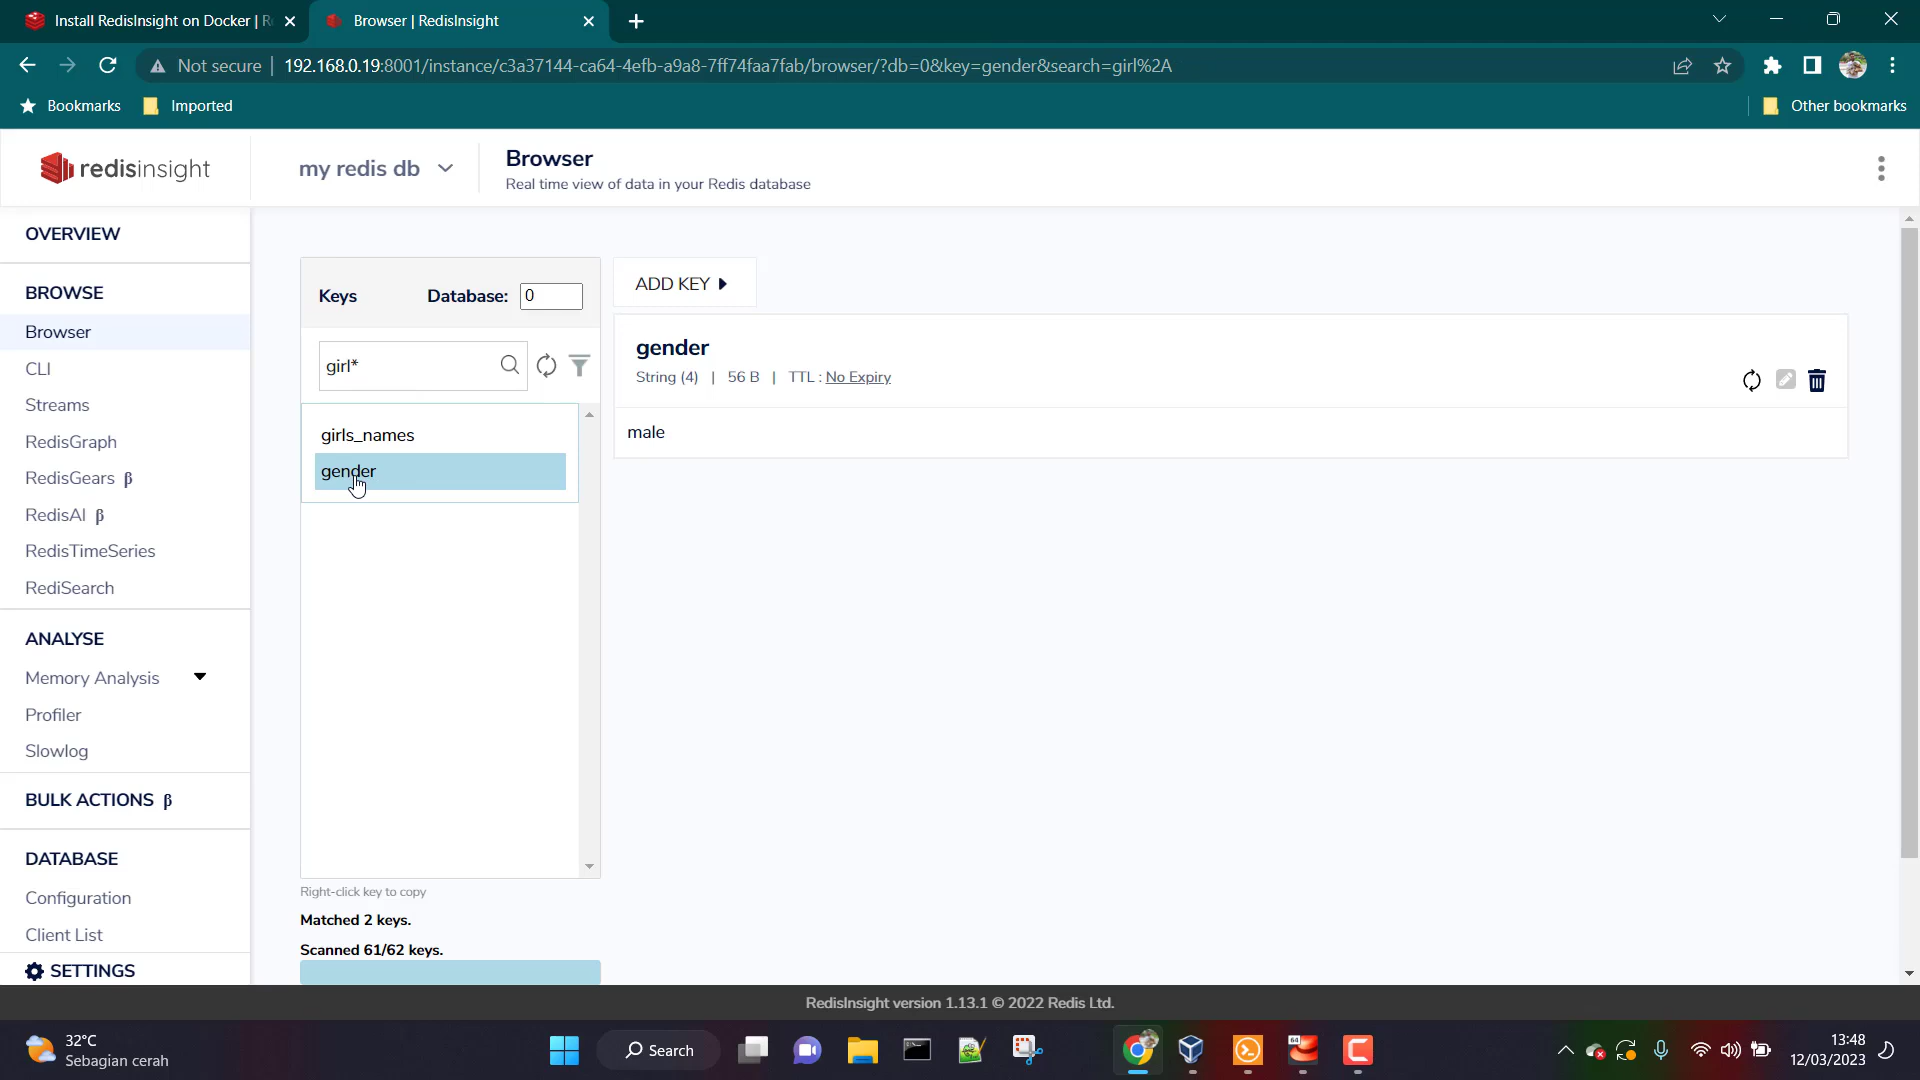 Install RedisInsight on Docker | R
Browser | RedisInsight
Not secure
192.168.0.19:8001/instance/c3a37144-ca64-4efb-a9a8-7ff74faa7fab/browser/?db=0&key=gender&search=girl%2A
Bookmarks
Imported
Other bookmarks
redisinsight
my redis db
Browser
Real time view of data in your Redis database
OVERVIEW
BROWSE
Browser
CLI
Streams
RedisGraph
RedisGears β
RedisAI β
RedisTimeSeries
RediSearch
ANALYSE
Memory Analysis
Profiler
Slowlog
BULK ACTIONS β
DATABASE
Configuration
Client List
SETTINGS
Keys
Database: 0
girl*
girls_names
gender
Right-click key to copy
Matched 2 keys.
Scanned 61/62 keys.
ADD KEY
gender
String (4) | 56 B | TTL : No Expiry
male
RedisInsight version 1.13.1 © 2022 Redis Ltd.
32°C
Sebagian cerah
Search
64
13:48
12/03/2023